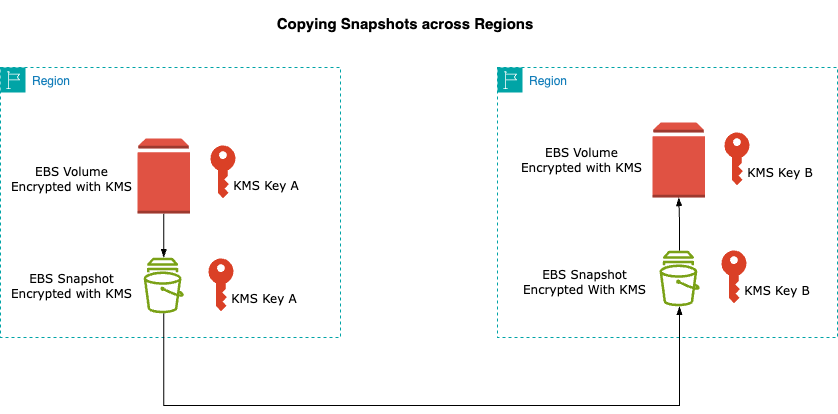 Copying Snapshots across Regions
Region
EBS Volume
Encrypted with KMS
KMS Key A
EBS Snapshot
Encrypted with KMS
KMS Key A
Region
EBS Volume
Encrypted with KMS
KMS Key B
EBS Snapshot
Encrypted With KMS
KMS Key B